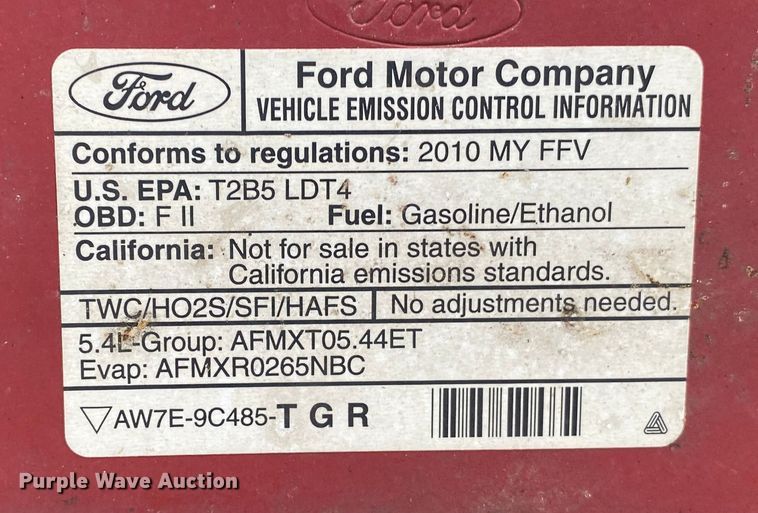 Ford
Ford
Ford Motor Company
VEHICLE EMISSION CONTROL INFORMATION
Conforms to regulations: 2010 MY FFV
U.S. EPA: T2B5 LDT4
OBD: F II Fuel: Gasoline/Ethanol
California: Not for sale in states with
California emissions standards.
TWC/HO2S/SFI/HAFS No adjustments needed.
5.4L-Group: AFMXT05.44ET
Evap: AFMXR0265NBC
AW7E-9C485-TGR
Purple Wave Auction